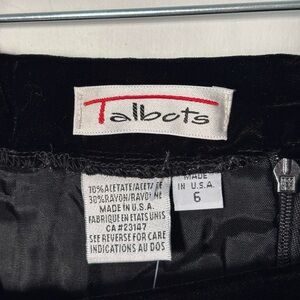 Talbots
70%ACETATE/ACETATE
30%RAYON/RAYONNE
MADE IN U.S.A.
FABRIQUE EN ETATS UNIS
CA #23147
SEE REVERSE FOR CARE
INDICATIONS AU DOS
MADE
IN U.S.A.
6